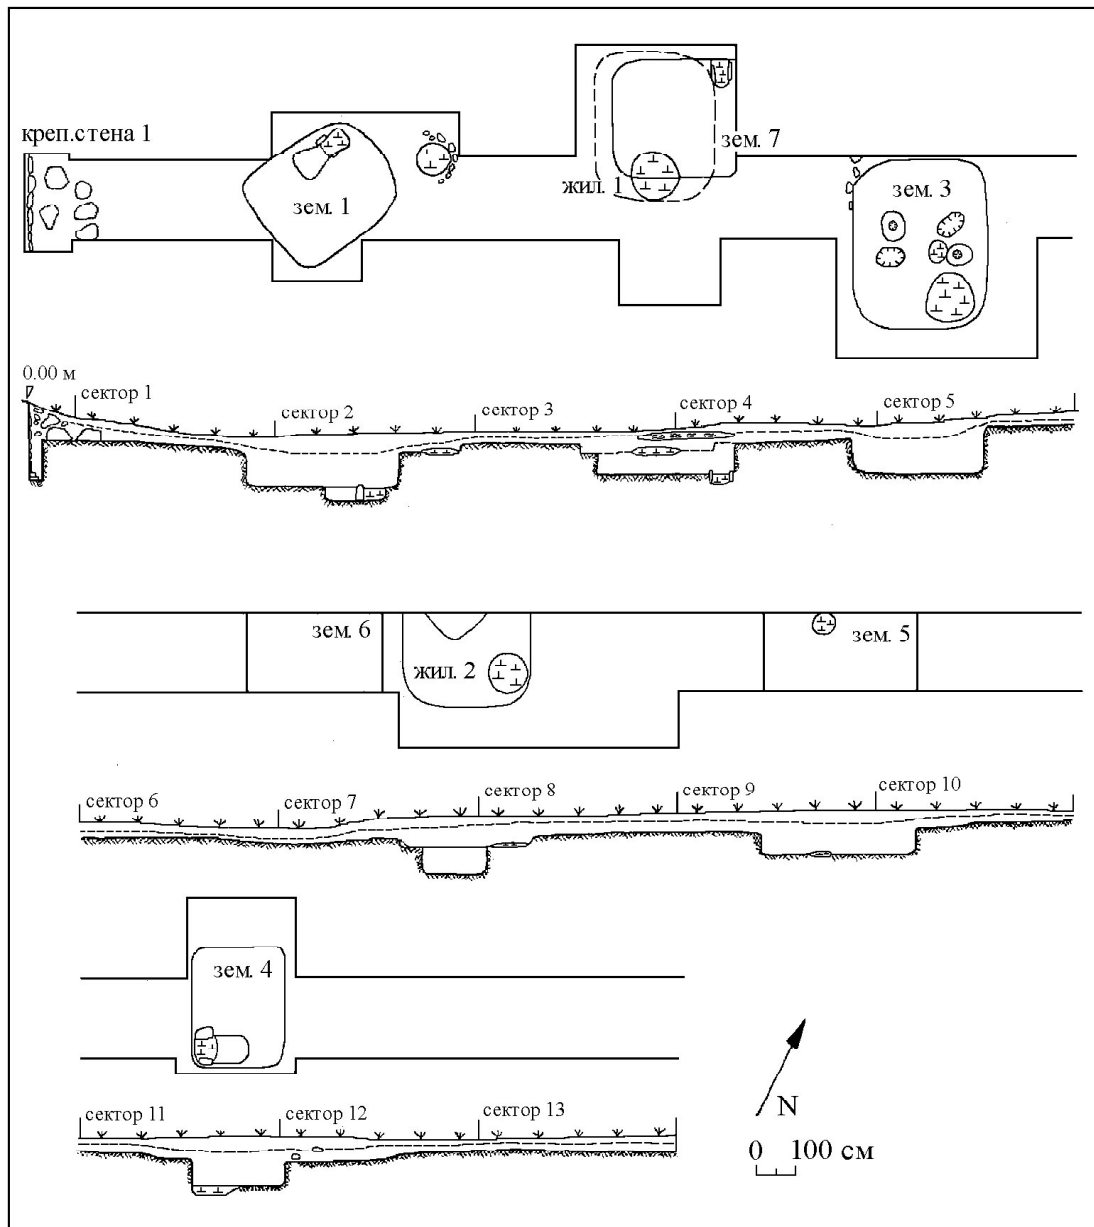 креп.стена 1
зем. 1
жил. 1
зем. 7
зем. 3
0.00 м
сектор 1
сектор 2
сектор 3
сектор 4
сектор 5
зем. 6
жил. 2
зем. 5
сектор 6
сектор 7
сектор 8
сектор 9
сектор 10
зем. 4
сектор 11
сектор 12
сектор 13
N
0 100 см